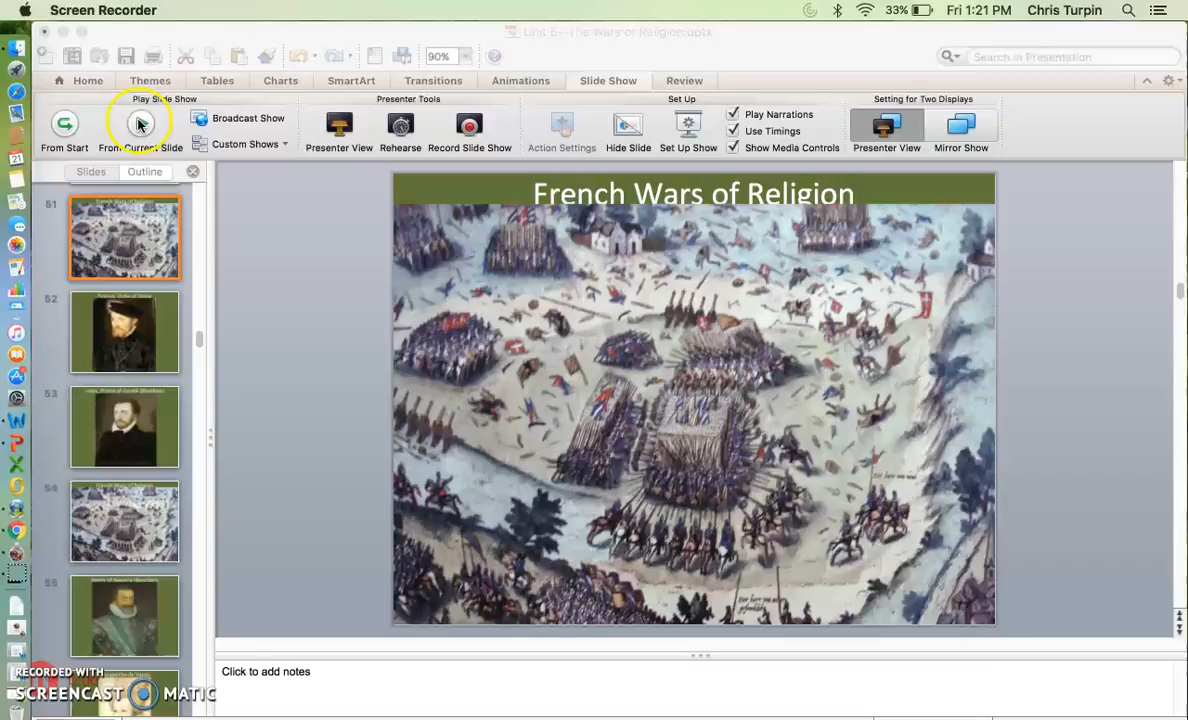 Screen Recorder
33%
Fri 1:21 PM
Chris Turpin
Unit 5--The Wars of Religion.pptx
90%
Search in Presentation
Home
Themes
Tables
Charts
SmartArt
Transitions
Animations
Slide Show
Review
Play Slide Show
Presenter Tools
Set Up
Setting for Two Displays
From Start
From Current Slide
Broadcast Show
Custom Shows
Presenter View
Rehearse
Record Slide Show
Action Settings
Hide Slide
Set Up Show
Play Narrations
Use Timings
Show Media Controls
Presenter View
Mirror Show
Slides
Outline
51
52
53
54
55
French Wars of Religion
Click to add notes
RECORDED WITH
SCREENCAST MATIC